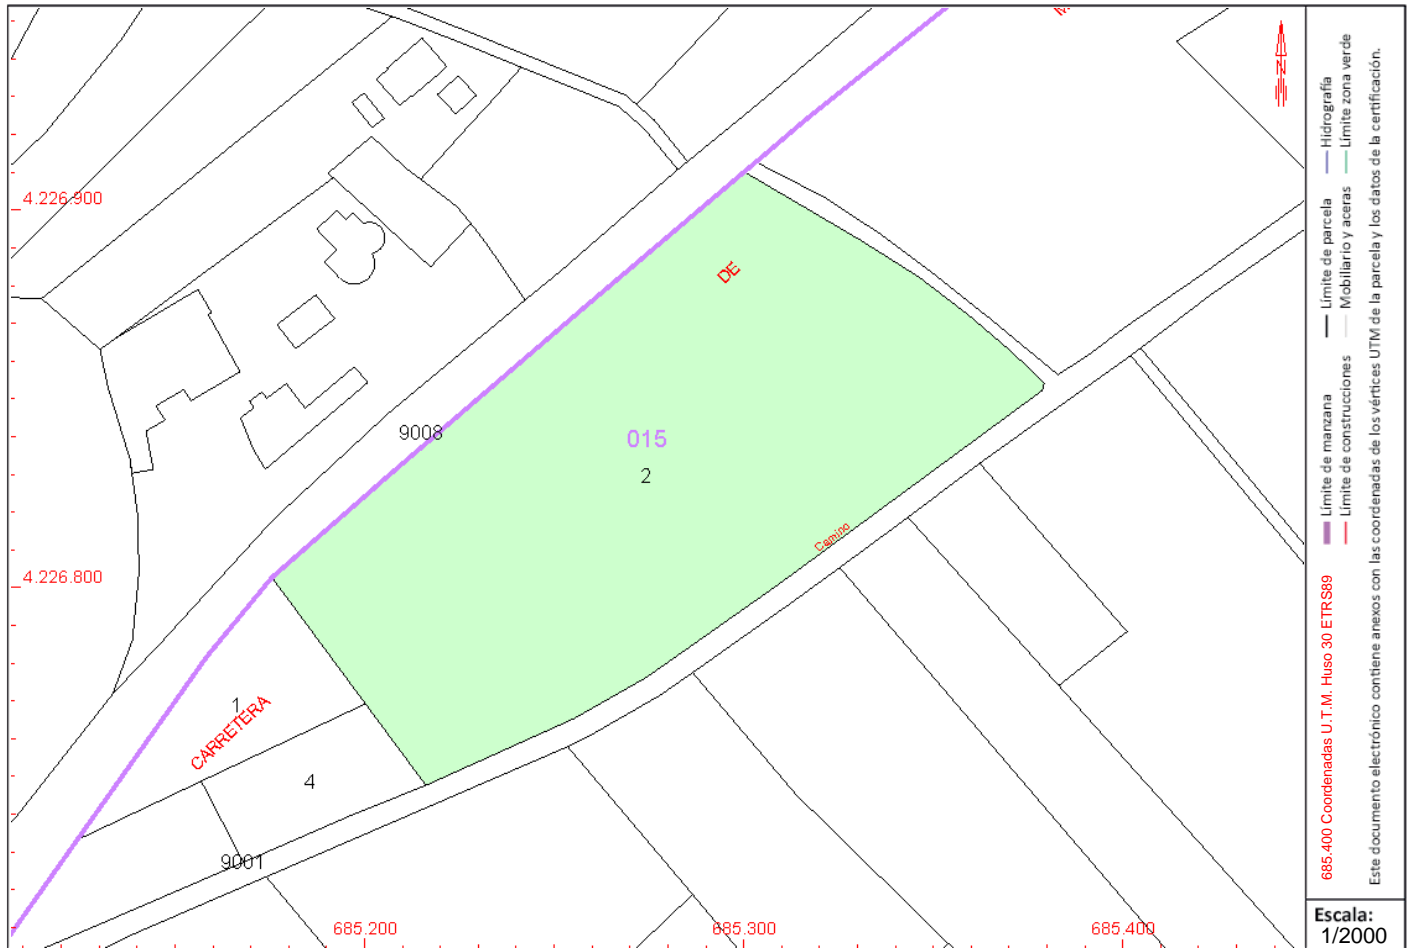 M
N
4.226.900
DE
9008
015
2
Camino
4.226.800
1
CARRETERA
4
9001
685.200
685.300
685.400
Hidrografía
Límite zona verde
Límite de parcela
Mobiliario y aceras
Límite de manzana
Límite de construcciones
685.400 Coordenadas U.T.M. Huso 30 ETRS89
Este documento electrónico contiene anexos con las coordenadas de los vértices UTM de la parcela y los datos de la certificación.
Escala:
1/2000